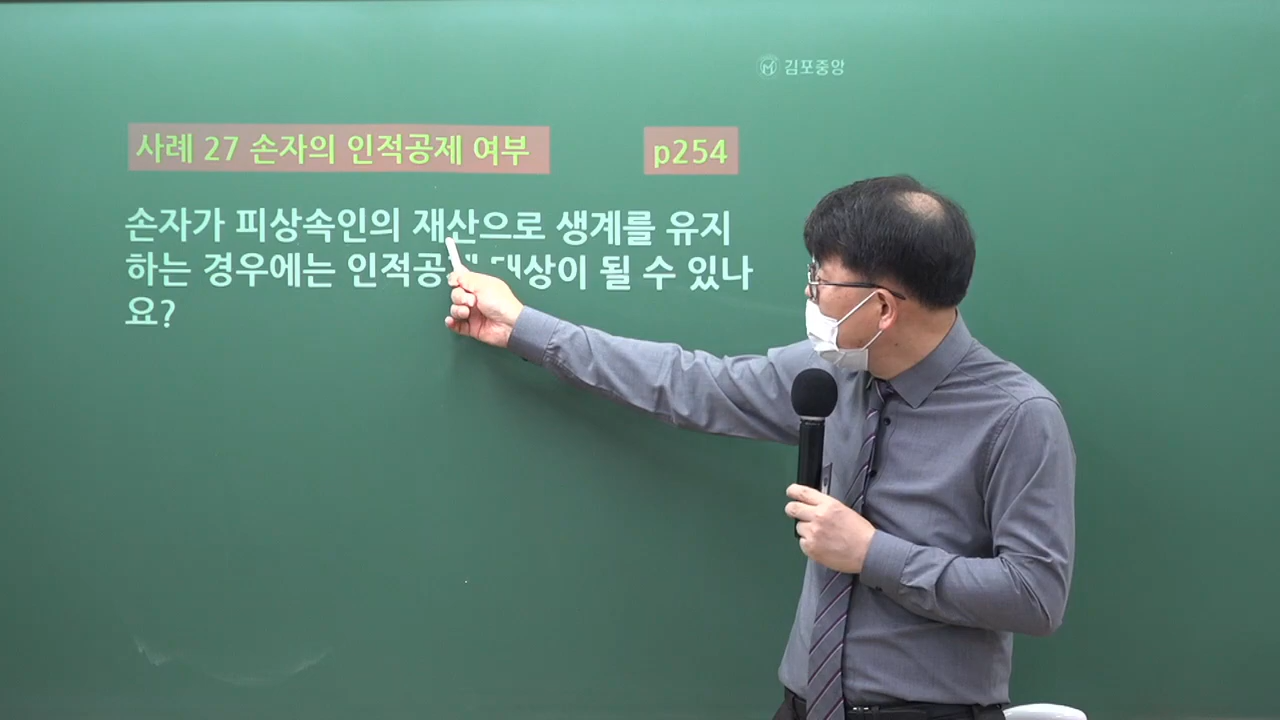 김포중앙
사례 27 손자의 인적공제 여부 p254
손자가 피상속인의 재산으로 생계를 유지
하는 경우에는 인적공제 대상이 될 수 있나
요?